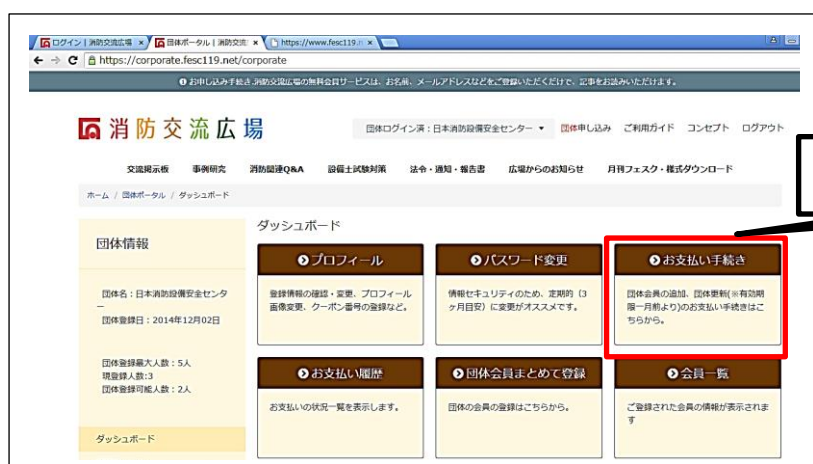 ログイン | 消防交流広場
団体ポータル | 消防交流
https://www.fesc119.n
https://corporate.fesc119.net/corporate
お申し込み手続き 消防交流広場の無料会員サービスは、お名前、メールアドレスなどをご登録いただくだけで、記事をお読みいただけます。
消防交流広場
団体ログイン済：日本消防設備安全センター ▼ 団体申し込み ご利用ガイド コンセプト ログアウト
交流掲示板 事例研究 消防関連Q&A 設備士試験対策 法令・通知・報告書 広場からのお知らせ 月刊フェスク・様式ダウンロード
ホーム / 団体ポータル / ダッシュボード
団体情報
団体名：日本消防設備安全センタ
ー
団体登録日：2014年12月02日
団体登録最大人数：5人
現登録人数:3
団体登録可能人数：2人
ダッシュボード
ダッシュボード
プロフィール
登録情報の確認・変更、プロフィール
画像変更、クーポン番号の登録など。
パスワード変更
情報セキュリティのため、定期的（3
ヶ月目安）に変更がオススメです。
お支払い手続き
団体会員の追加、団体更新(※有効期
限一月前より)のお支払い手続きはこ
ちらから。
お支払い履歴
お支払いの状況一覧を表示します。
団体会員まとめて登録
団体の会員の登録はこちらから。
会員一覧
ご登録された会員の情報が表示されま
す